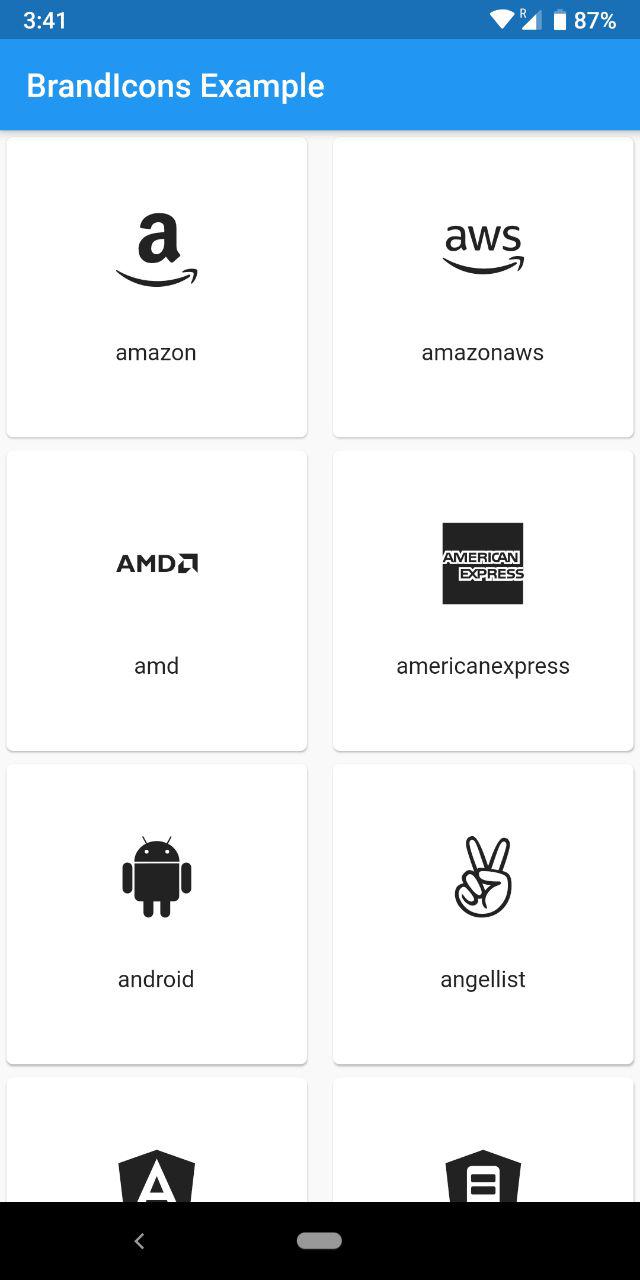 3:41
R
87%
BrandIcons Example
a
aws
amazon
amazonaws
AMD
AMERICAN
EXPRESS
amd
americanexpress
android
angellist
A